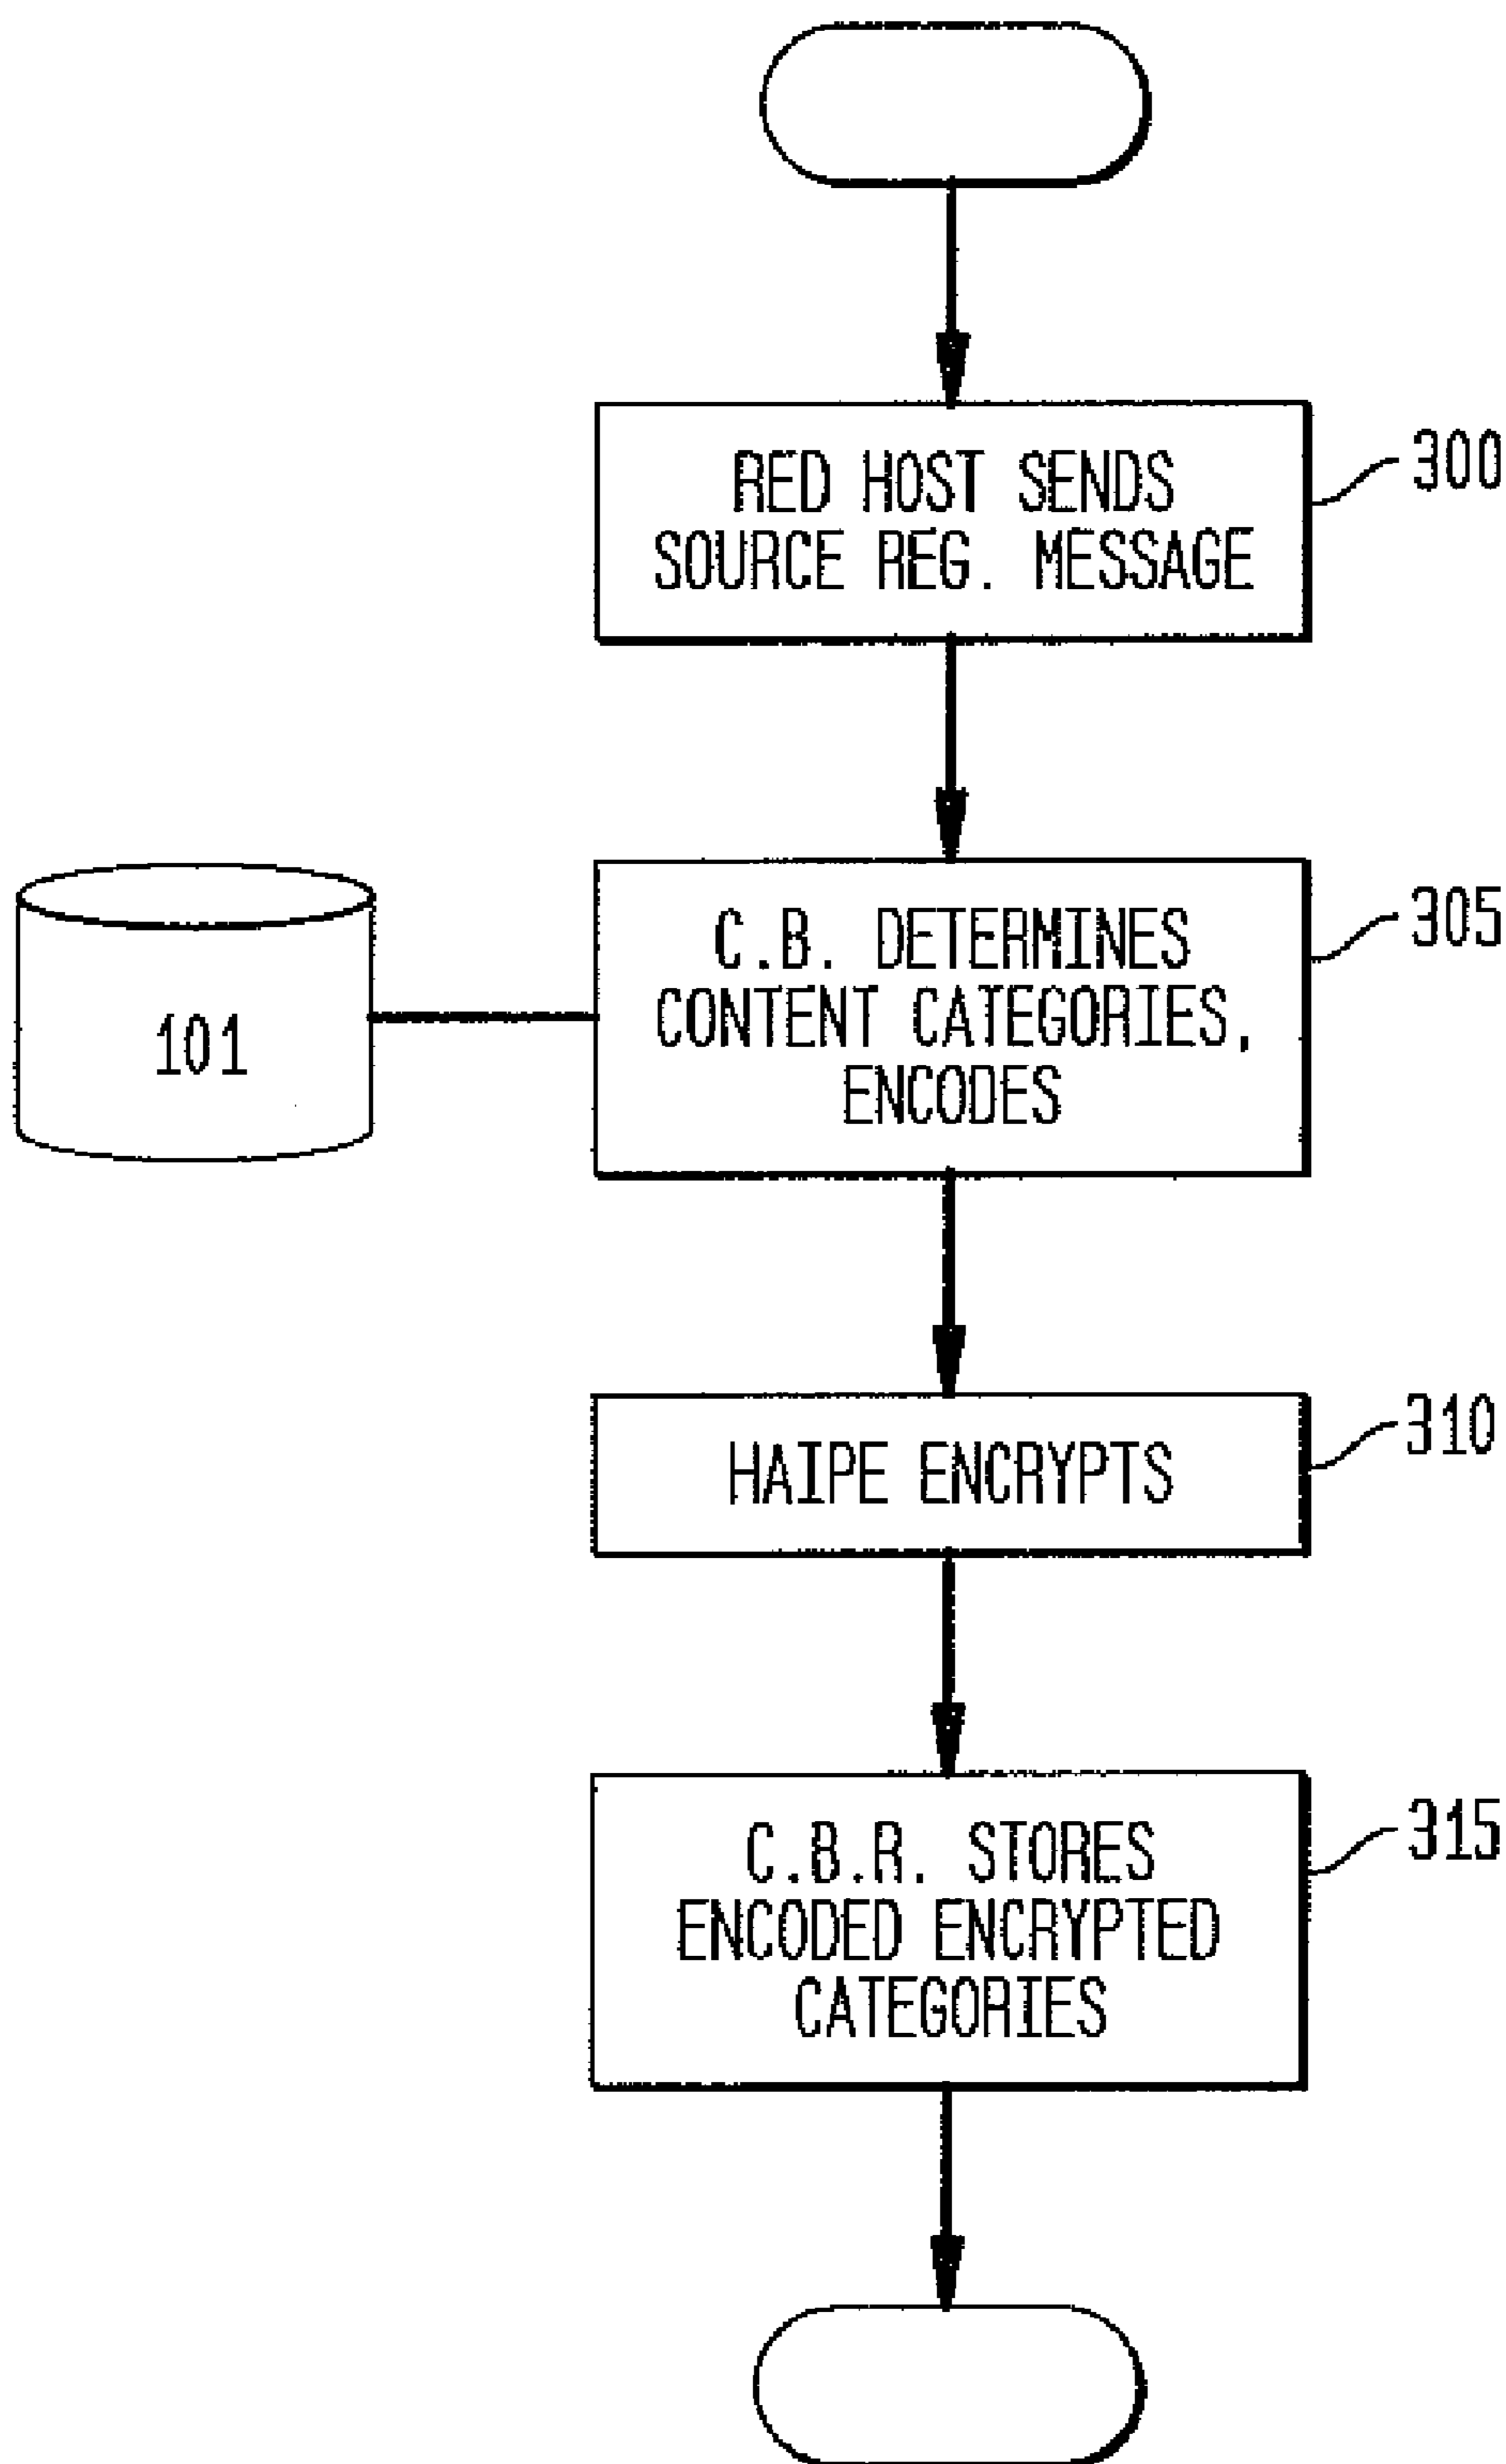 RED HOST SENDS
SOURCE REG. MESSAGE
300
C.B. DETERMINES
CONTENT CATEGORIES,
ENCODES
305
101
HAIPE ENCRYPTS
310
C.B.R. STORES
ENCODED ENCRYPTED
CATEGORIES
315